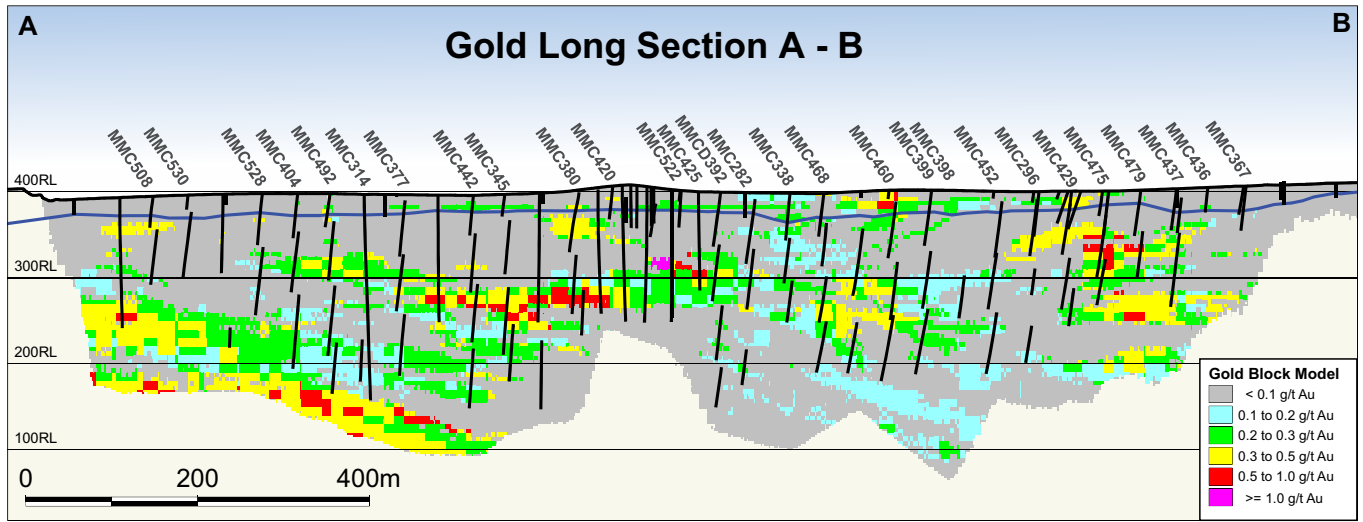 A
B
Gold Long Section A - B
MMC508
MMC530
MMC528
MMC404
MMC492
MMC314
MMC377
MMC442
MMC345
MMC380
MMC420
MMC522
MMC425
MMCD392
MMC282
MMC338
MMC468
MMC460
MMC399
MMC398
MMC452
MMC296
MMC429
MMC475
MMC479
MMC437
MMC436
MMC367
400RL
300RL
200RL
100RL
0 200 400m
Gold Block Model
< 0.1 g/t Au
0.1 to 0.2 g/t Au
0.2 to 0.3 g/t Au
0.3 to 0.5 g/t Au
0.5 to 1.0 g/t Au
>= 1.0 g/t Au